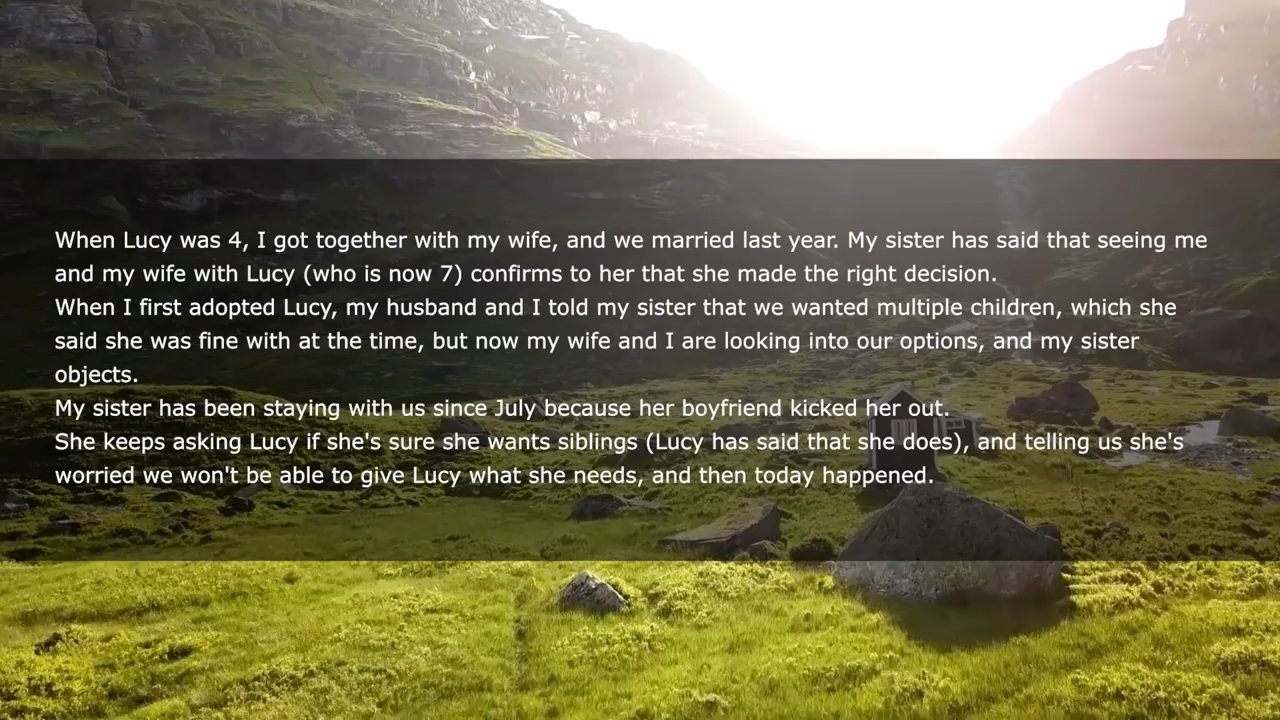 When Lucy was 4, I got together with my wife, and we married last year. My sister has said that seeing me
and my wife with Lucy (who is now 7) confirms to her that she made the right decision.
When I first adopted Lucy, my husband and I told my sister that we wanted multiple children, which she
said she was fine with at the time, but now my wife and I are looking into our options, and my sister
objects.
My sister has been staying with us since July because her boyfriend kicked her out.
She keeps asking Lucy if she's sure she wants siblings (Lucy has said that she does), and telling us she's
worried we won't be able to give Lucy what she needs, and then today happened.